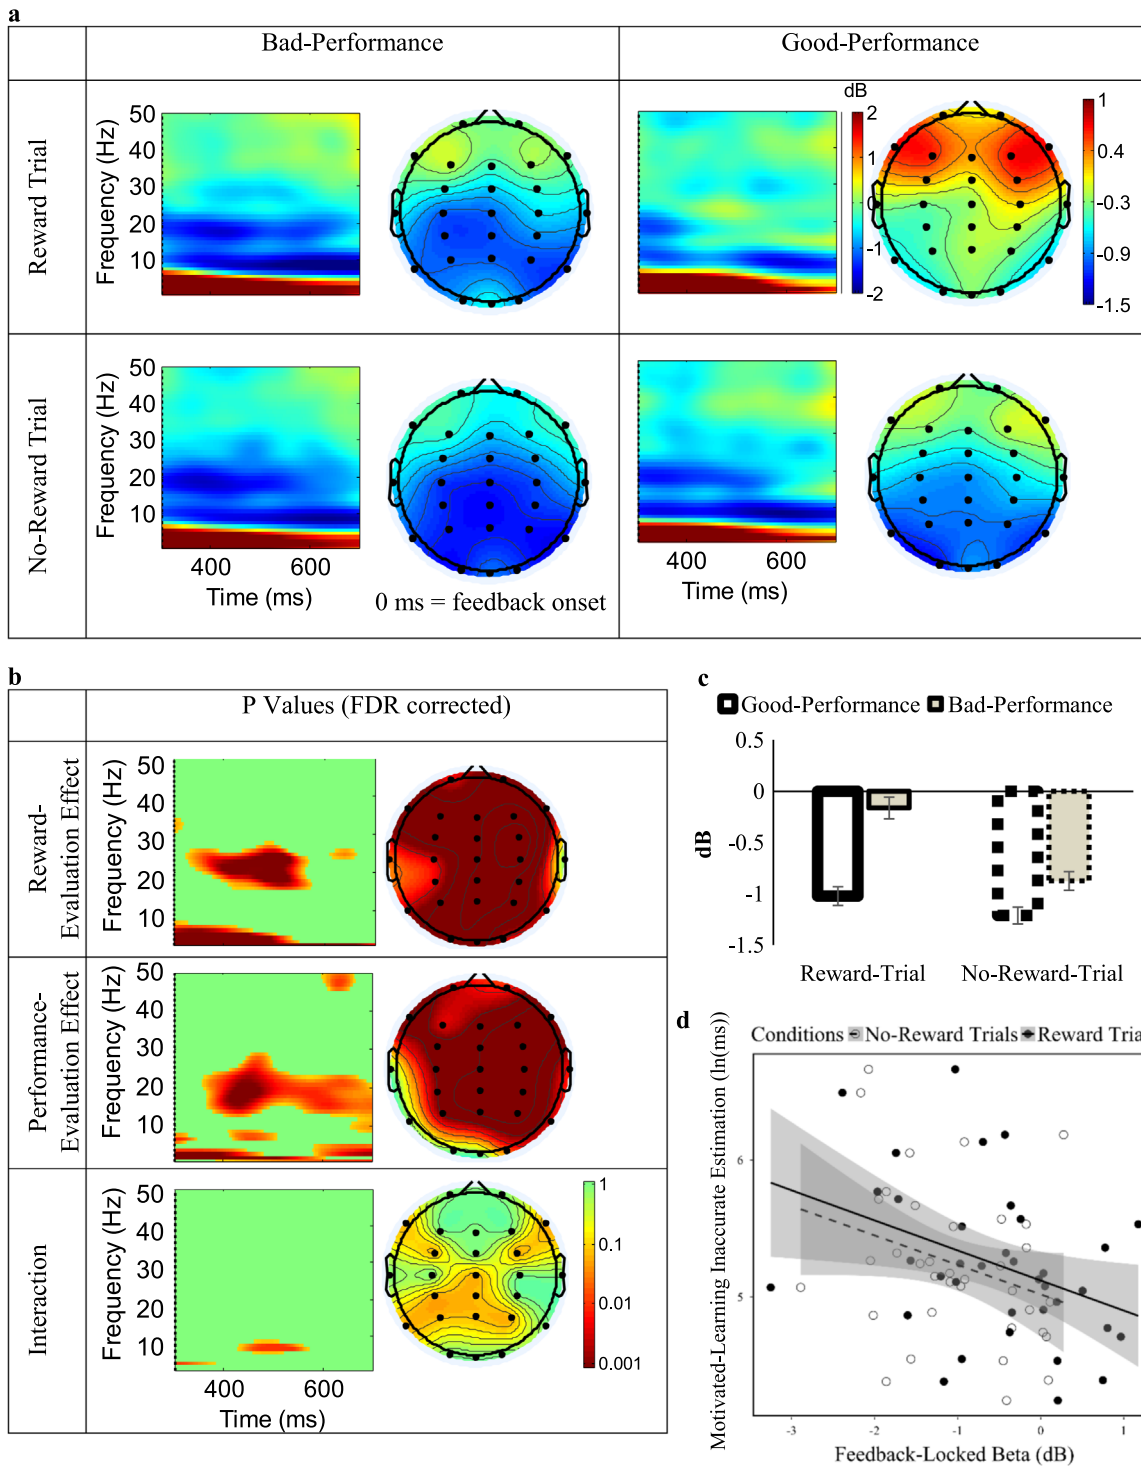 a
Bad-Performance
Good-Performance
Reward Trial
Frequency (Hz)
50
40
30
20
10
dB
2
1
0
-1
-2
1
0.4
-0.3
-0.9
-1.5
No-Reward Trial
Frequency (Hz)
50
40
30
20
10
400
600
Time (ms)
0 ms = feedback onset
b
P Values (FDR corrected)
Reward-
Evaluation Effect
Frequency (Hz)
50
40
30
20
10
Performance-
Evaluation Effect
Frequency (Hz)
50
40
30
20
10
Interaction
Frequency (Hz)
50
40
30
20
10
400
600
Time (ms)
1
0.1
0.01
0.001
c
Good-Performance Bad-Performance
dB
0.5
0
-0.5
-1
-1.5
Reward-Trial
No-Reward-Trial
d
Conditions No-Reward Trials Reward Tria
Motivated-Learning Inaccurate Estimation (ln(ms))
6
5
-3
-2
-1
0
1
Feedback-Locked Beta (dB)